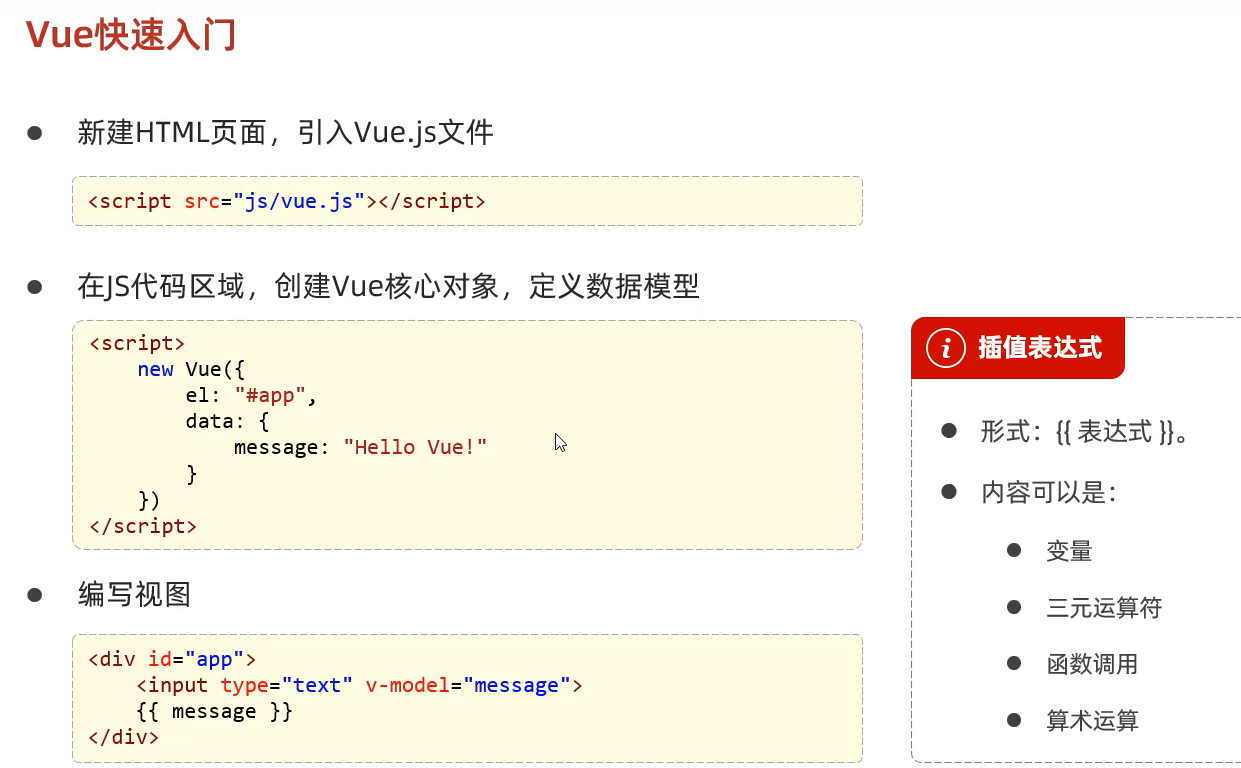 Vue快速入门
新建HTML页面，引入Vue.js文件
<script src="js/vue.js"></script>
在JS代码区域，创建Vue核心对象，定义数据模型
<script>
    new Vue({
        el: "#app",
        data: {
            message: "Hello Vue!"
        }
    })
</script>
编写视图
<div id="app">
    <input type="text" v-model="message">
    {{ message }}
</div>
插值表达式
形式：{{ 表达式 }}。
内容可以是：
变量
三元运算符
函数调用
算术运算